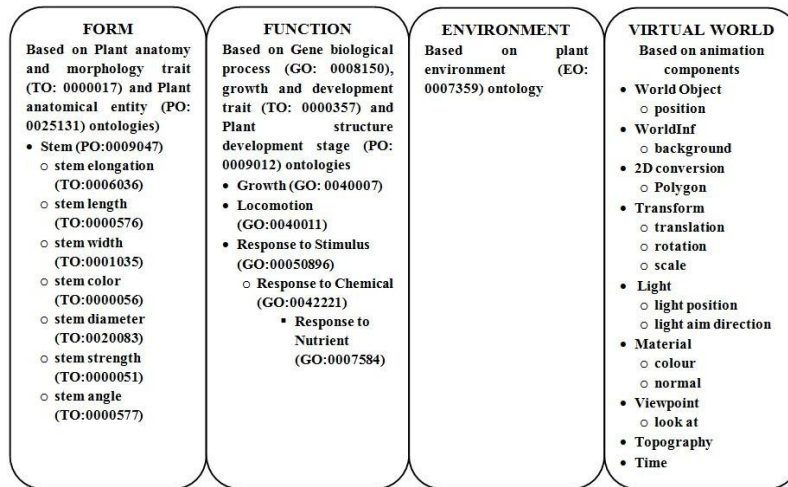 FORM
Based on Plant anatomy
and morphology trait
(TO: 0000017) and Plant
anatomical entity (PO:
0025131) ontologies)
• Stem (PO:0009047)
o stem elongation
(TO:0006036)
o stem length
(TO:0000576)
o stem width
(TO:0001035)
o stem color
(TO:0000056)
o stem diameter
(TO:0020083)
o stem strength
(TO:0000051)
o stem angle
(TO:0000577)
FUNCTION
Based on Gene biological
process (GO: 0008150),
growth and development
trait (TO: 0000357) and
Plant structure
development stage (PO:
0009012) ontologies
• Growth (GO: 0040007)
• Locomotion
(GO:0040011)
• Response to Stimulus
(GO:00050896)
o Response to Chemical
(GO:0042221)
▪ Response to
Nutrient
(GO:0007584)
ENVIRONMENT
Based on plant
environment (EO:
0007359) ontology
VIRTUAL WORLD
Based on animation
components
• World Object
o position
• WorldInf
o background
• 2D conversion
o Polygon
• Transform
o translation
o rotation
o scale
• Light
o light position
o light aim direction
• Material
o colour
o normal
• Viewpoint
o look at
• Topography
• Time